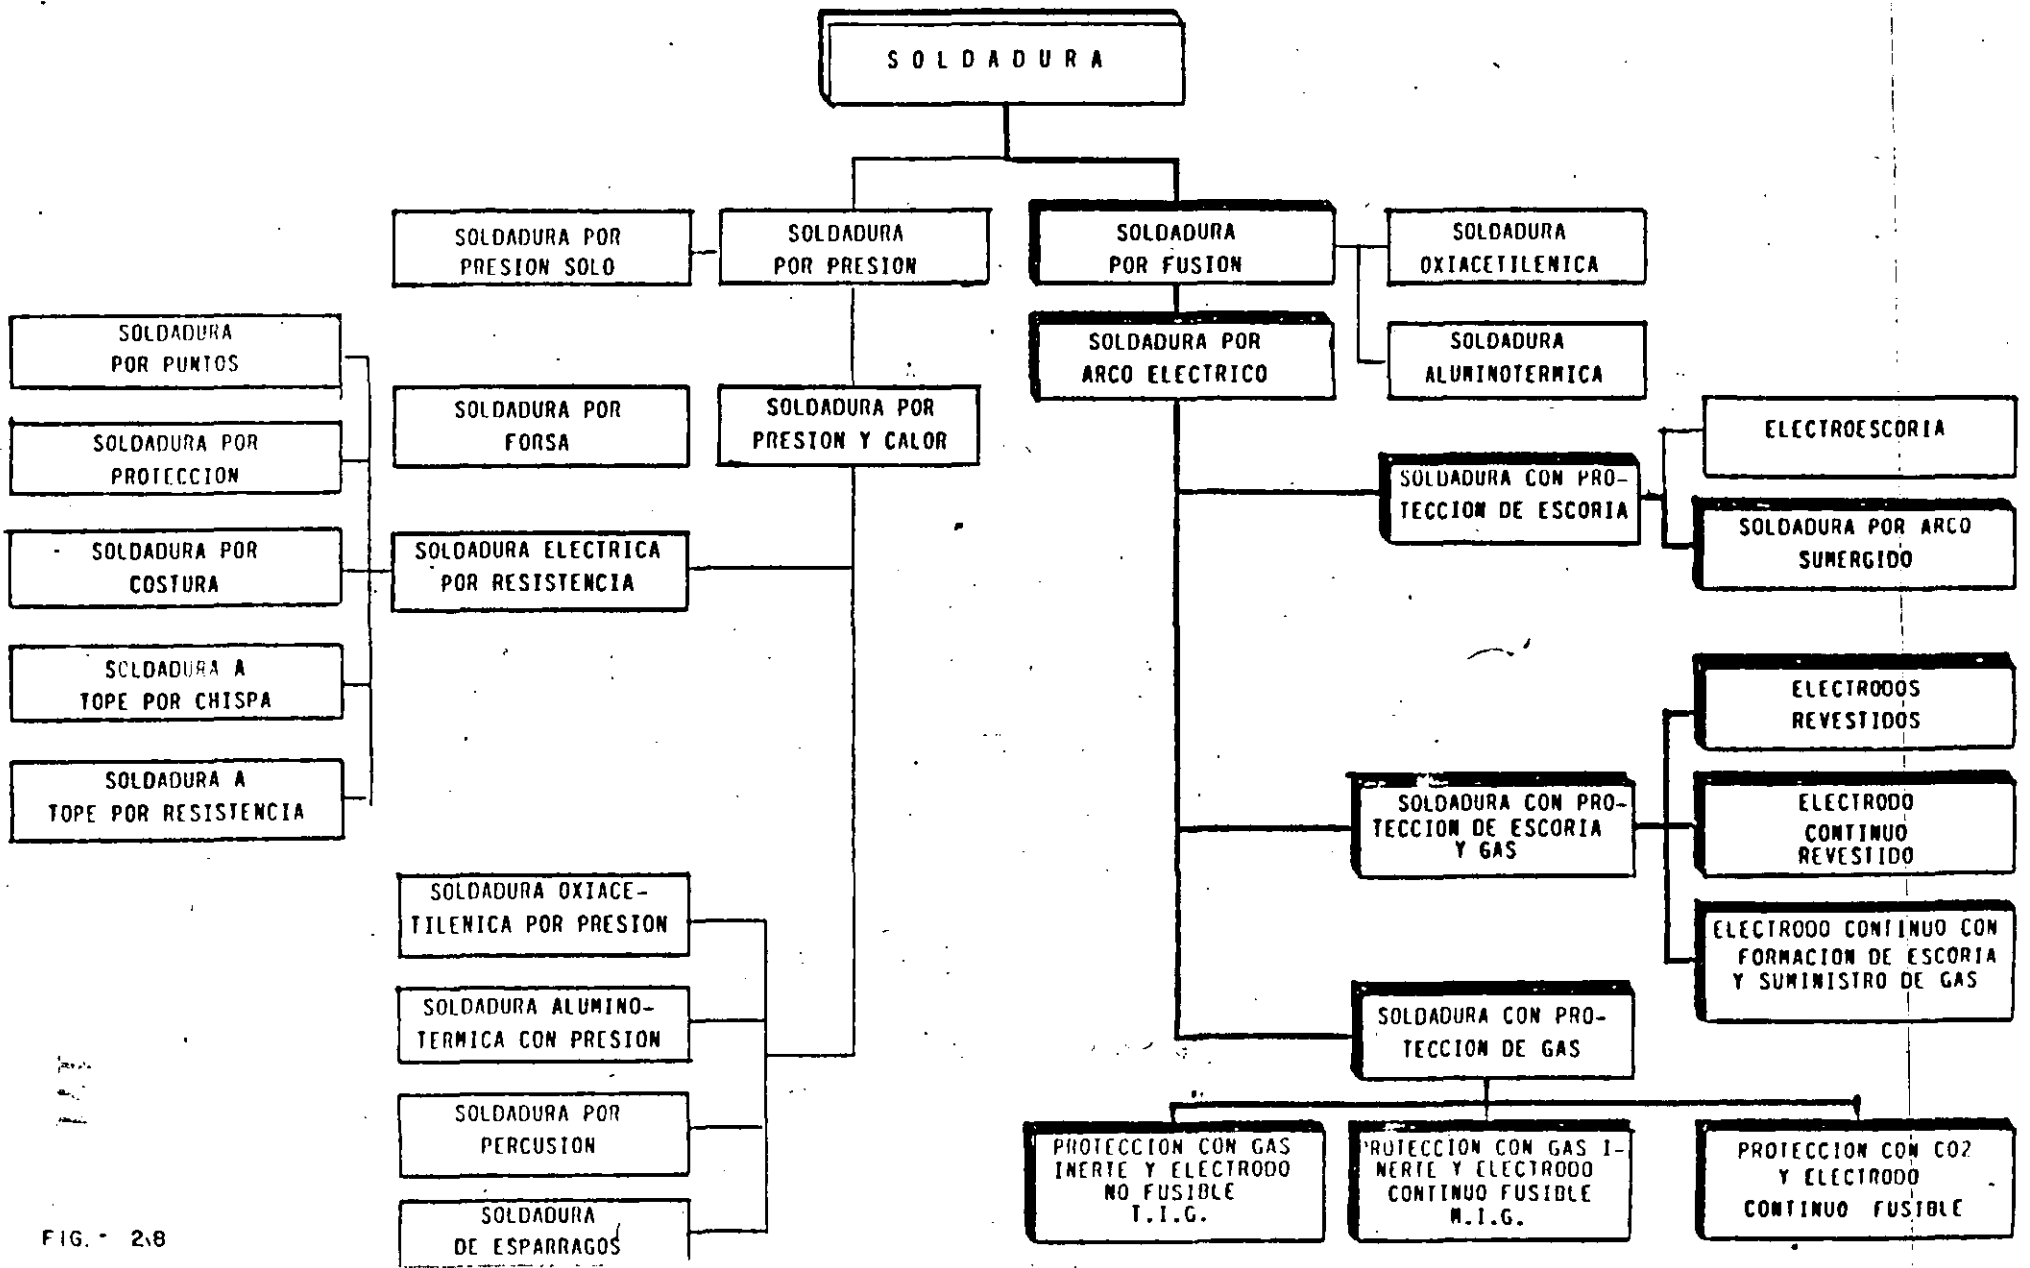 SOLDADURA
SOLDADURA POR
PRESION SOLO
SOLDADURA
POR PRESION
SOLDADURA
POR FUSION
SOLDADURA
OXIACETILENICA
SOLDADURA
POR PUNTOS
SOLDADURA POR
ARCO ELECTRICO
SOLDADURA
ALUMINOTERMICA
SOLDADURA POR
FORSA
SOLDADURA POR
PRESION Y CALOR
ELECTROESCORIA
SOLDADURA POR
PROTECCION
SOLDADURA CON PRO-
TECCION DE ESCORIA
SOLDADURA POR ARCO
SUMERGIDO
SOLDADURA POR
COSTURA
SOLDADURA ELECTRICA
POR RESISTENCIA
SOLDADURA A
TOPE POR CHISPA
ELECTRODOS
REVESTIDOS
SOLDADURA A
TOPE POR RESISTENCIA
SOLDADURA CON PRO-
TECCION DE ESCORIA
Y GAS
ELECTRODO
CONTINUO
REVESTIDO
SOLDADURA OXIACE-
TILENICA POR PRESION
ELECTRODO CONTINUO CON
FORMACION DE ESCORIA
Y SUMINISTRO DE GAS
SOLDADURA ALUMINO-
TERMICA CON PRESION
SOLDADURA CON PRO-
TECCION DE GAS
SOLDADURA POR
PERCUSION
PROTECCION CON GAS
INERTE Y ELECTRODO
NO FUSIBLE
T.I.G.
PROTECCION CON GAS I-
NERTE Y ELECTRODO
CONTINUO FUSIBLE
M.I.G.
PROTECCION CON CO2
Y ELECTRODO
CONTINUO FUSIBLE
SOLDADURA
DE ESPARRAGOS
FIG. - 2.8